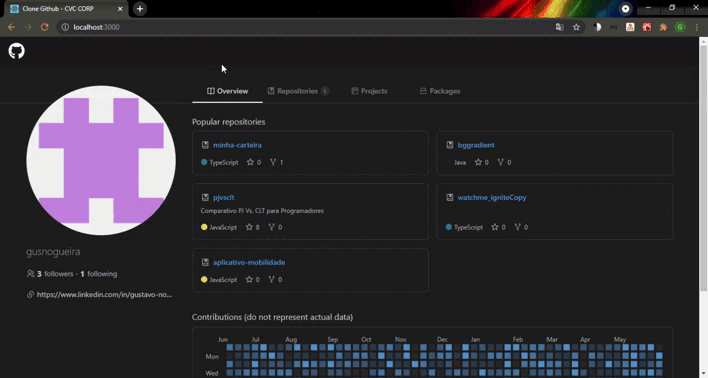 Clone Github - CVC CORP
localhost:3000
G
Overview
Repositories 5
Projects
Packages
Popular repositories
minha-carteira
TypeScript 0 1
bggradient
Java 0 0
pjvsclt
Comparativo PJ Vs. CLT para Programadores
JavaScript 8 0
watchme_IgniteCopy
TypeScript 0 0
aplicativo-mobilidade
JavaScript 0 0
gusnogueira
3 followers · 1 following
https://www.linkedin.com/in/gustavo-no...
Contributions (do not represent actual data)
Jun Jul Aug Sep Oct Nov Dec Jan Feb Mar Apr May
Mon
Wed